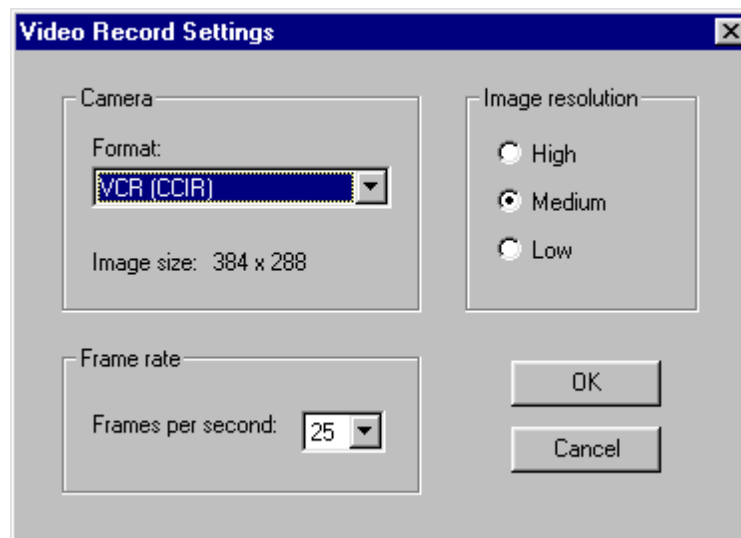 Video Record Settings
Camera
Format:
VCR (CCIR)
Image size: 384 x 288
Image resolution
High
Medium
Low
Frame rate
Frames per second: 25
OK
Cancel